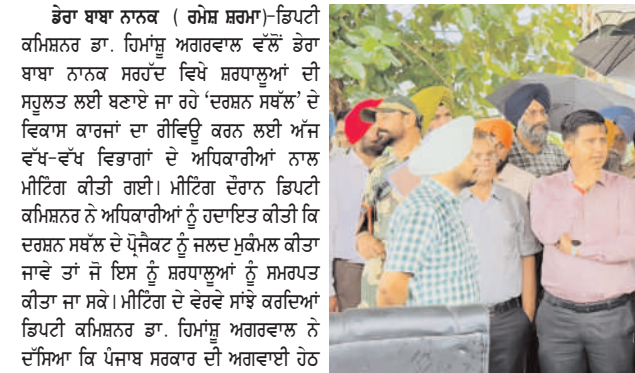 ਡੇਰਾ ਬਾਬਾ ਨਾਨਕ ( ਰਮੇਸ਼ ਸ਼ਰਮਾ)-ਡਿਪਟੀ
ਕਮਿਸ਼ਨਰ ਡਾ. ਹਿਮਾਂਸ਼ੂ ਅਗਰਵਾਲ ਵੱਲੋਂ ਡੇਰਾ
ਬਾਬਾ ਨਾਨਕ ਸਰਹੱਦ ਵਿਖੇ ਸ਼ਰਧਾਲੂਆਂ ਦੀ
ਸਹੂਲਤ ਲਈ ਬਣਾਏ ਜਾ ਰਹੇ ‘ਦਰਸ਼ਨ ਸਥੱਲ’ ਦੇ
ਵਿਕਾਸ ਕਾਰਜਾਂ ਦਾ ਰੀਵਿਊ ਕਰਨ ਲਈ ਅੱਜ
ਵੱਖ-ਵੱਖ ਵਿਭਾਗਾਂ ਦੇ ਅਧਿਕਾਰੀਆਂ ਨਾਲ
ਮੀਟਿੰਗ ਕੀਤੀ ਗਈ। ਮੀਟਿੰਗ ਦੌਰਾਨ ਡਿਪਟੀ
ਕਮਿਸ਼ਨਰ ਨੇ ਅਧਿਕਾਰੀਆਂ ਨੂੰ ਹਦਾਇਤ ਕੀਤੀ ਕਿ
ਦਰਸ਼ਨ ਸਥੱਲ ਦੇ ਪ੍ਰੋਜੈਕਟ ਨੂੰ ਜਲਦ ਮੁਕੰਮਲ ਕੀਤਾ
ਜਾਵੇ ਤਾਂ ਜੋ ਇਸ ਨੂੰ ਸ਼ਰਧਾਲੂਆਂ ਨੂੰ ਸਮਰਪਤ
ਕੀਤਾ ਜਾ ਸਕੇ। ਮੀਟਿੰਗ ਦੇ ਵੇਰਵੇ ਸਾਂਝੇ ਕਰਦਿਆਂ
ਡਿਪਟੀ ਕਮਿਸ਼ਨਰ ਡਾ. ਹਿਮਾਂਸ਼ੂ ਅਗਰਵਾਲ ਨੇ
ਦੱਸਿਆ ਕਿ ਪੰਜਾਬ ਸਰਕਾਰ ਦੀ ਅਗਵਾਈ ਹੇਠ